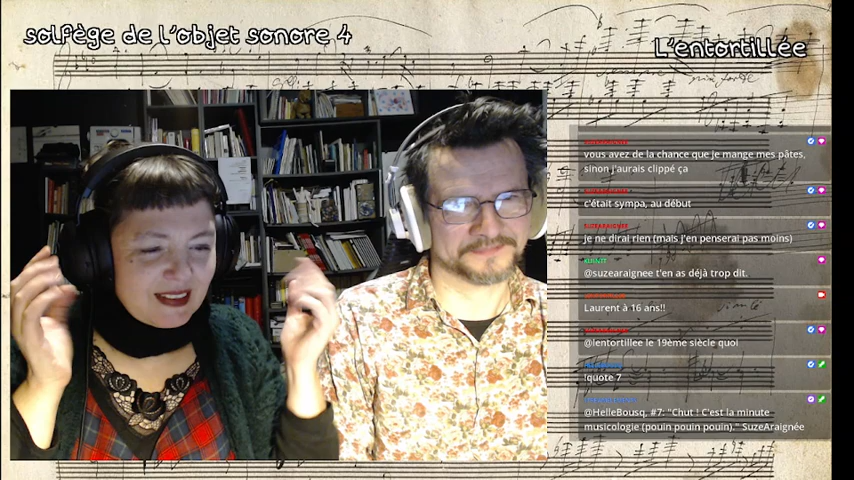 solfège de l'objet sonore 4
L'entortillée
vous avez de la chance que je mange mes pâtes,
sinon j'aurais clippé ça
c'était sympa, au début
SUZEARAIGNEE
je ne dirai rien (mais j'en penserai pas moins)
@suzearaignee t'en as déjà trop dit.
Laurent à 16 ans!!
@lentortillee le 19ème siècle quoi
!quote 7
@HelleBousq, #7: "Chut ! C'est la minute
musicologie (pouin pouin pouin)." SuzeAraignée